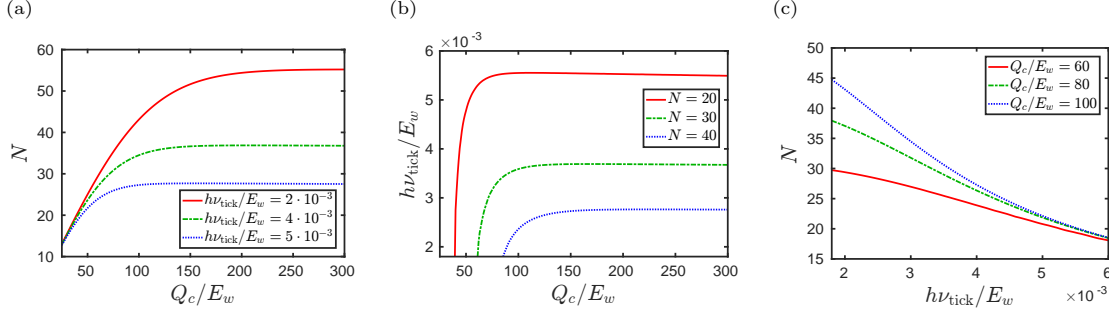 (a)
60
50
40
30
20
10
N
50 100 150 200 250 300
Q_c/E_w
hν_tick/E_w = 2 · 10^−3
hν_tick/E_w = 4 · 10^−3
hν_tick/E_w = 5 · 10^−3
(b)
×10^−3
6
5
4
3
2
hν_tick/E_w
50 100 150 200 250 300
Q_c/E_w
N = 20
N = 30
N = 40
(c)
50
45
40
35
30
25
20
15
N
2 3 4 5 6
hν_tick/E_w
×10^−3
Q_c/E_w = 60
Q_c/E_w = 80
Q_c/E_w = 100